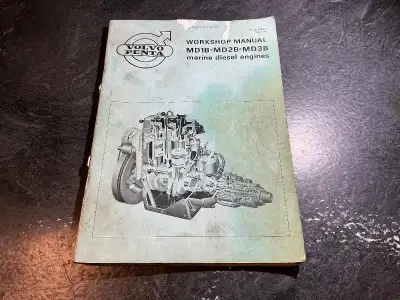 VOLVO
PENTA
WORKSHOP MANUAL
MD1B-MD2B-MD3B
marine diesel engines